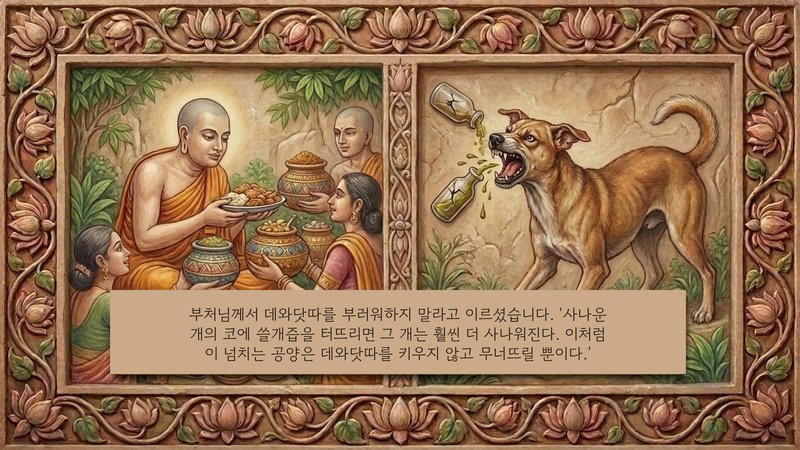 부처님께서 데와닷따를 부러워하지 말라고 이르셨습니다. ‘사나운
개의 코에 쓸개즙을 터뜨리면 그 개는 훨씬 더 사나워진다. 이처럼
이 넘치는 공양은 데와닷따를 키우지 않고 무너뜨릴 뿐이다.’